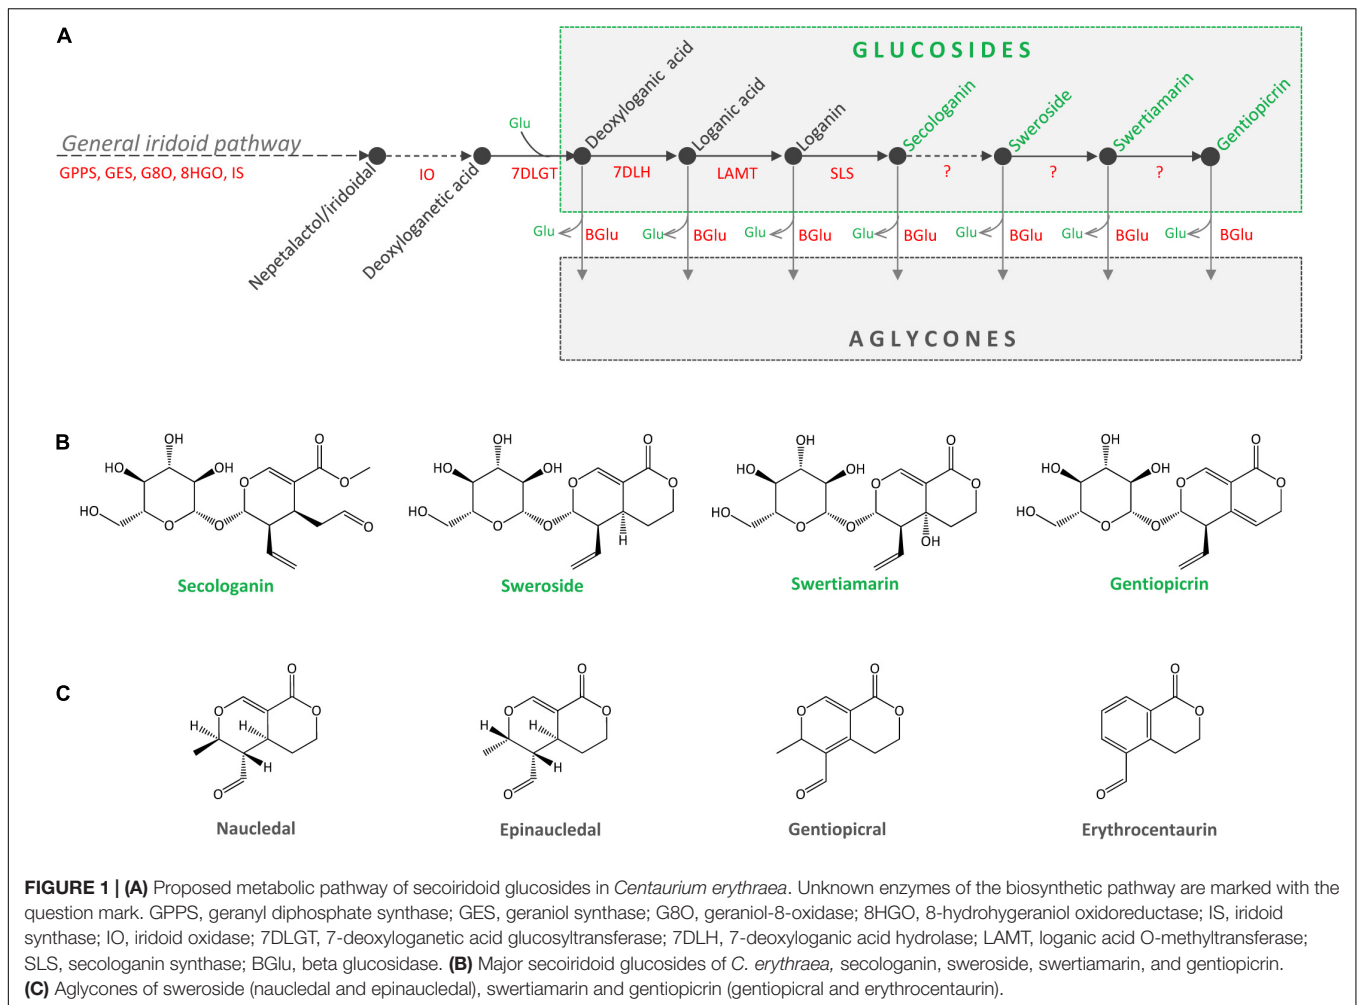 A
GLUCOSIDES
General iridoid pathway
GPPS, GES, G8O, 8HGO, IS
Nepetalactol/iridoidal
IO
Deoxyloganetic acid
Glu
7DLGT
Deoxyloganic acid
7DLH
Loganic acid
LAMT
Loganin
SLS
Secologanin
?
Sweroside
?
Swertiamarin
?
Gentiopicrin
Glu BGlu
Glu BGlu
Glu BGlu
Glu BGlu
Glu BGlu
Glu BGlu
Glu BGlu
AGLYCONES
B
OH
HO OH
HO
O
O
O
O
O
O
Secologanin
OH
HO OH
HO
O
O
O
O
O
H
Sweroside
OH
HO OH
HO
O
O
O
O
O
OH
Swertiamarin
OH
HO OH
HO
O
O
O
O
O
Gentiopicrin
C
O
O
O
H
H
H
O
Naucledal
O
O
O
H
H
H
O
Epinaucledal
O
O
O
O
Gentiopicral
O
O
O
Erythrocentaurin
FIGURE 1 | (A) Proposed metabolic pathway of secoiridoid glucosides in Centaurium erythraea. Unknown enzymes of the biosynthetic pathway are marked with the
question mark. GPPS, geranyl diphosphate synthase; GES, geraniol synthase; G8O, geraniol-8-oxidase; 8HGO, 8-hydrohygeraniol oxidoreductase; IS, iridoid
synthase; IO, iridoid oxidase; 7DLGT, 7-deoxyloganetic acid glucosyltransferase; 7DLH, 7-deoxyloganic acid hydrolase; LAMT, loganic acid O-methyltransferase;
SLS, secologanin synthase; BGlu, beta glucosidase. (B) Major secoiridoid glucosides of C. erythraea, secologanin, sweroside, swertiamarin, and gentiopicrin.
(C) Aglycones of sweroside (naucledal and epinaucledal), swertiamarin and gentiopicrin (gentiopicral and erythrocentaurin).